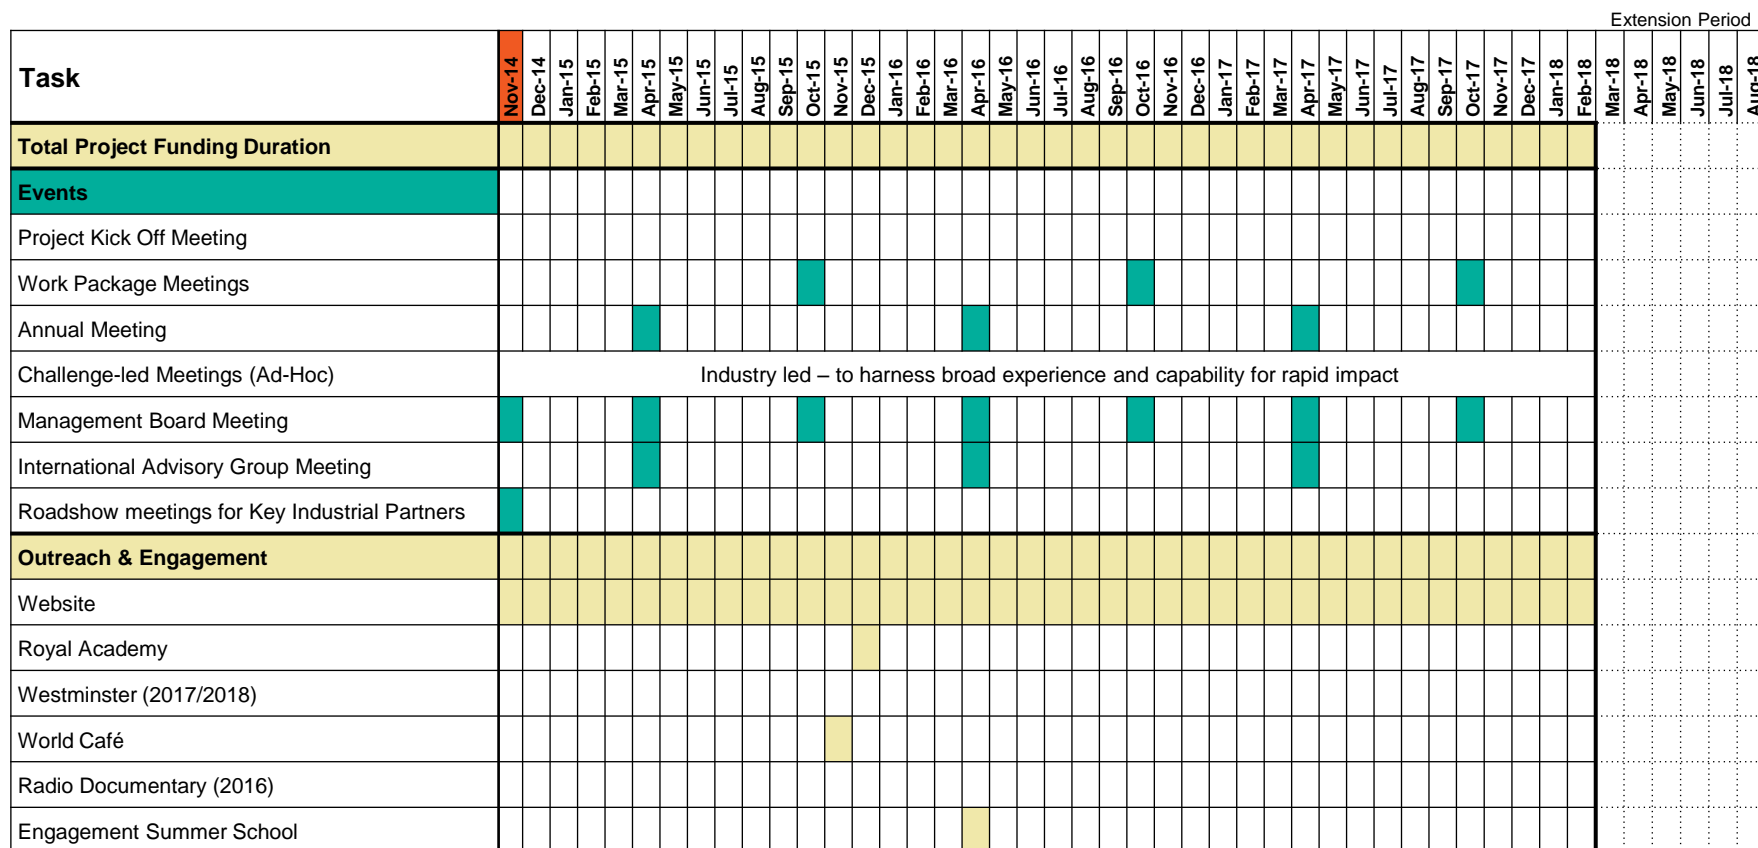 Extension Period
Task
Nov-14 Dec-14 Jan-15 Feb-15 Mar-15 Apr-15 May-15 Jun-15 Jul-15 Aug-15 Sep-15 Oct-15 Nov-15 Dec-15 Jan-16 Feb-16 Mar-16 Apr-16 May-16 Jun-16 Jul-16 Aug-16 Sep-16 Oct-16 Nov-16 Dec-16 Jan-17 Feb-17 Mar-17 Apr-17 May-17 Jun-17 Jul-17 Aug-17 Sep-17 Oct-17 Nov-17 Dec-17 Jan-18 Feb-18 Mar-18 Apr-18 May-18 Jun-18 Jul-18 Aug-18
Total Project Funding Duration
Events
Project Kick Off Meeting
Work Package Meetings
Annual Meeting
Challenge-led Meetings (Ad-Hoc) Industry led – to harness broad experience and capability for rapid impact
Management Board Meeting
International Advisory Group Meeting
Roadshow meetings for Key Industrial Partners
Outreach & Engagement
Website
Royal Academy
Westminster (2017/2018)
World Café
Radio Documentary (2016)
Engagement Summer School